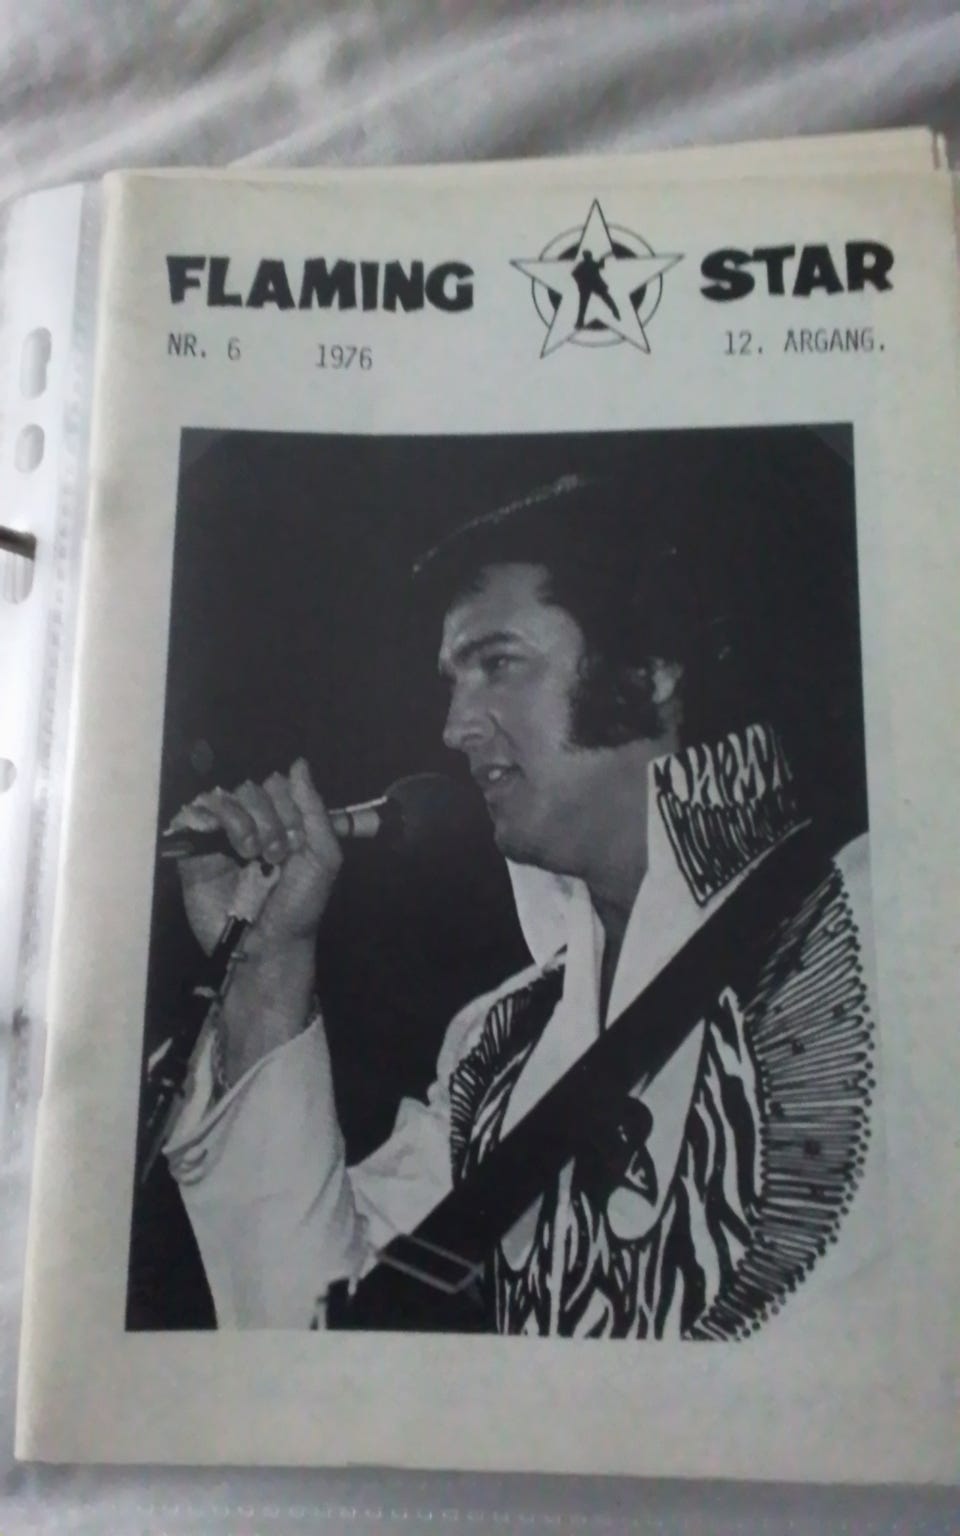 FLAMING STAR
NR. 6 1976 12. ARGANG.